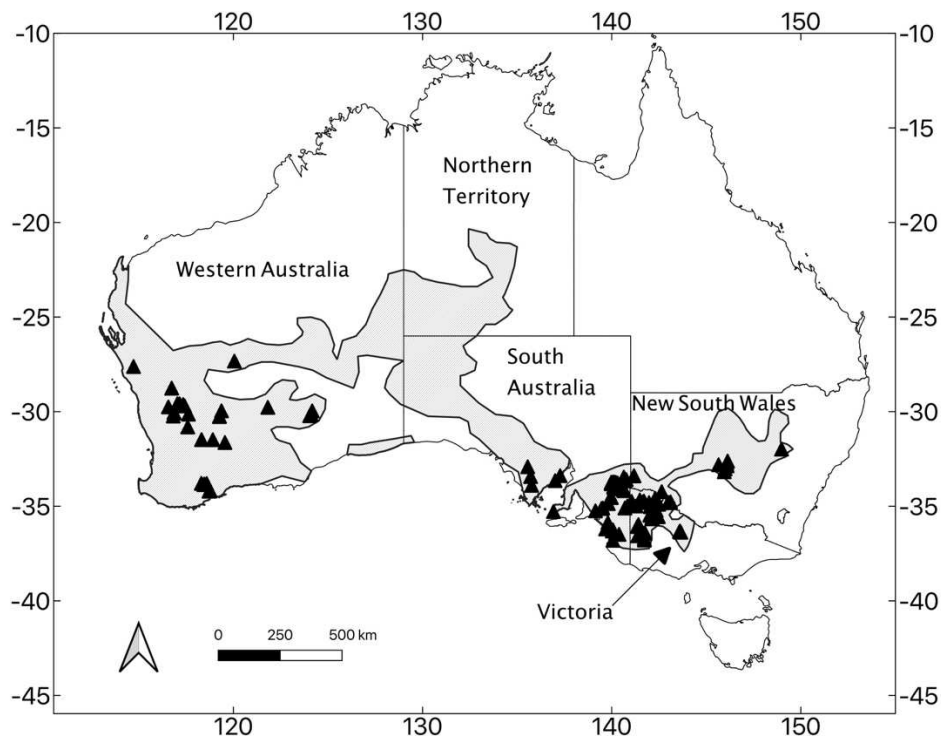 120 130 140 150
-10 -10
Northern
Territory
-15 -15
-20 -20
Western Australia
-25 -25
South
Australia
New South Wales
-30 -30
-35 -35
Victoria
-40 -40
0 250 500 km
-45 -45
120 130 140 150